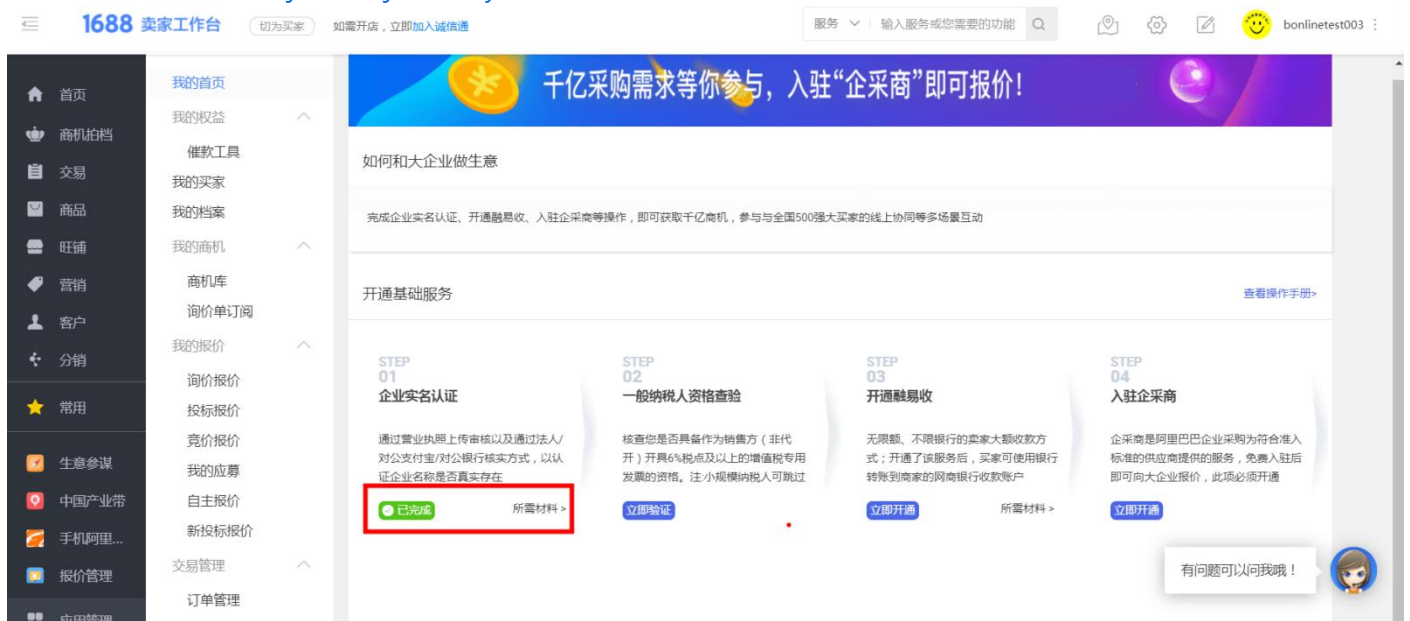 1688 卖家工作台 切为买家 如需开店，立即加入诚信通 服务 输入服务或您需要的功能 bonlinetest003
首页
商机拍档
交易
商品
旺铺
营销
客户
分销
常用
生意参谋
中国产业带
手机阿里...
报价管理
应用管理
我的首页
我的权益
催款工具
我的买家
我的档案
我的商机
商机库
询价单订阅
我的报价
询价报价
投标报价
竞价报价
我的应募
自主报价
新投标报价
交易管理
订单管理
千亿采购需求等你参与，入驻“企采商”即可报价！
如何和大企业做生意
完成企业实名认证、开通融易收、入驻企采商等操作，即可获取千亿商机，参与与全国500强大买家的线上协同等多场景互动
开通基础服务 查看操作手册>
STEP
01
企业实名认证
通过营业执照上传审核以及通过法人/
对公支付宝/对公银行核实方式，以认
证企业名称是否真实存在
已完成 所需材料 >
STEP
02
一般纳税人资格查验
核查您是否具备作为销售方（非代
开）开具6%税点及以上的增值税专用
发票的资格。注:小规模纳税人可跳过
立即验证
STEP
03
开通融易收
无限额、不限银行的卖家大额收款方
式；开通了该服务后，买家可使用银行
转账到商家的网商银行收款账户
立即开通 所需材料 >
STEP
04
入驻企采商
企采商是阿里巴巴企业采购为符合准入
标准的供应商提供的服务，免费入驻后
即可向大企业报价，此项必须开通
立即开通
有问题可以问我哦！